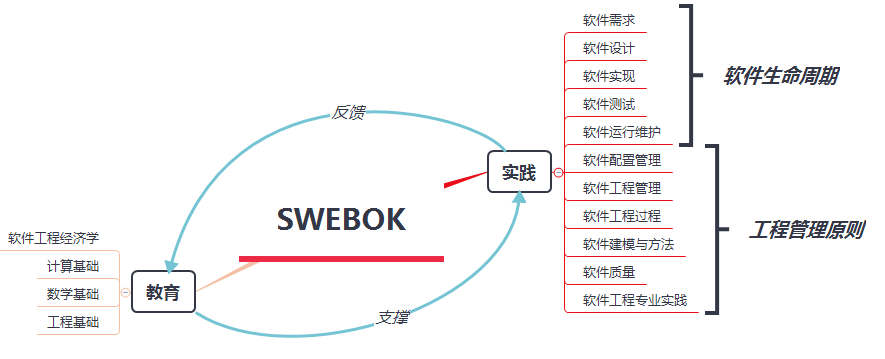 软件需求
软件设计
软件实现
软件测试
软件运行维护
软件配置管理
软件工程管理
软件工程过程
软件建模与方法
软件质量
软件工程专业实践
软件生命周期
工程管理原则
反馈
实践
SWEBOK
软件工程经济学
计算基础
数学基础
工程基础
教育
支撑